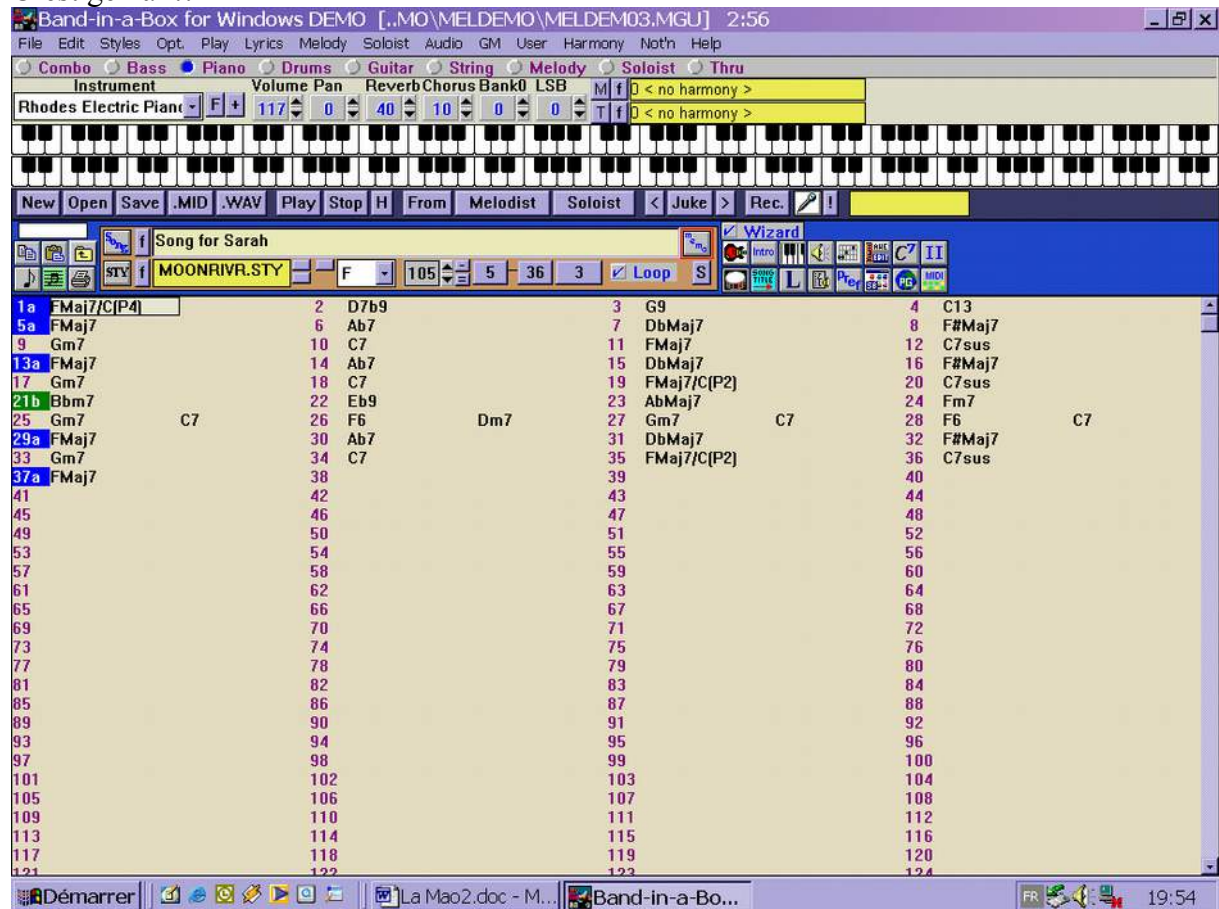 Band-in-a-Box for Windows DEMO [..MO\MELDEMO\MELDEM03.MGU] 2:56
File Edit Styles Opt. Play Lyrics Melody Soloist Audio GM User Harmony Not'n Help
Combo Bass Piano Drums Guitar String Melody Soloist Thru
Instrument Volume Pan Reverb Chorus Bank0 LSB M f 0 < no harmony >
Rhodes Electric Piano F + 117 0 40 10 0 0 T f 0 < no harmony >
New Open Save .MID .WAV Play Stop H From Melodist Soloist < Juke > Rec. !
Song f Song for Sarah memo Wizard
Intro C7 II
STY f MOONRIVR.STY F 105 5 36 3 Loop S SONG TITLE L Pref PG MIDI
1a FMaj7/C(P4) 2 D7b9 3 G9 4 C13
5a FMaj7 6 Ab7 7 DbMaj7 8 F#Maj7
9 Gm7 10 C7 11 FMaj7 12 C7sus
13a FMaj7 14 Ab7 15 DbMaj7 16 F#Maj7
17 Gm7 18 C7 19 FMaj7/C(P2) 20 C7sus
21b Bbm7 22 Eb9 23 AbMaj7 24 Fm7
25 Gm7 C7 26 F6 Dm7 27 Gm7 C7 28 F6 C7
29a FMaj7 30 Ab7 31 DbMaj7 32 F#Maj7
33 Gm7 34 C7 35 FMaj7/C(P2) 36 C7sus
37a FMaj7 38 39 40
41 42 43 44
45 46 47 48
49 50 51 52
53 54 55 56
57 58 59 60
61 62 63 64
65 66 67 68
69 70 71 72
73 74 75 76
77 78 79 80
81 82 83 84
85 86 87 88
89 90 91 92
93 94 95 96
97 98 99 100
101 102 103 104
105 106 107 108
109 110 111 112
113 114 115 116
117 118 119 120
121 122 123 124
Démarrer La Mao2.doc - M... Band-in-a-Bo... FR 19:54